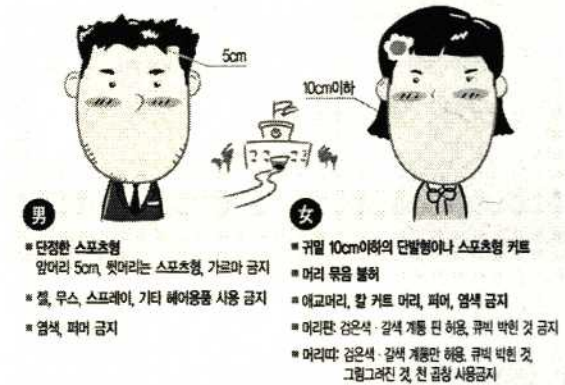 5cm
10cm이하
男
※ 단정한 스포츠형
앞머리 5cm, 뒷머리는 스포츠형, 가르마 금지
※ 젤, 무스, 스프레이, 기타 헤어용품 사용 금지
※ 염색, 퍼머 금지
女
※ 귀밑 10cm이하의 단발형이나 스포츠형 커트
※ 머리 묶음 불허
※ 애교머리, 칼 커트 머리, 퍼머, 염색 금지
※ 머리핀: 검은색·갈색 계통 핀 허용, 큐빅 박힌 것 금지
※ 머리띠: 검은색·갈색 계통만 허용, 큐빅 박힌 것,
그림그려진 것, 천 곱창 사용금지